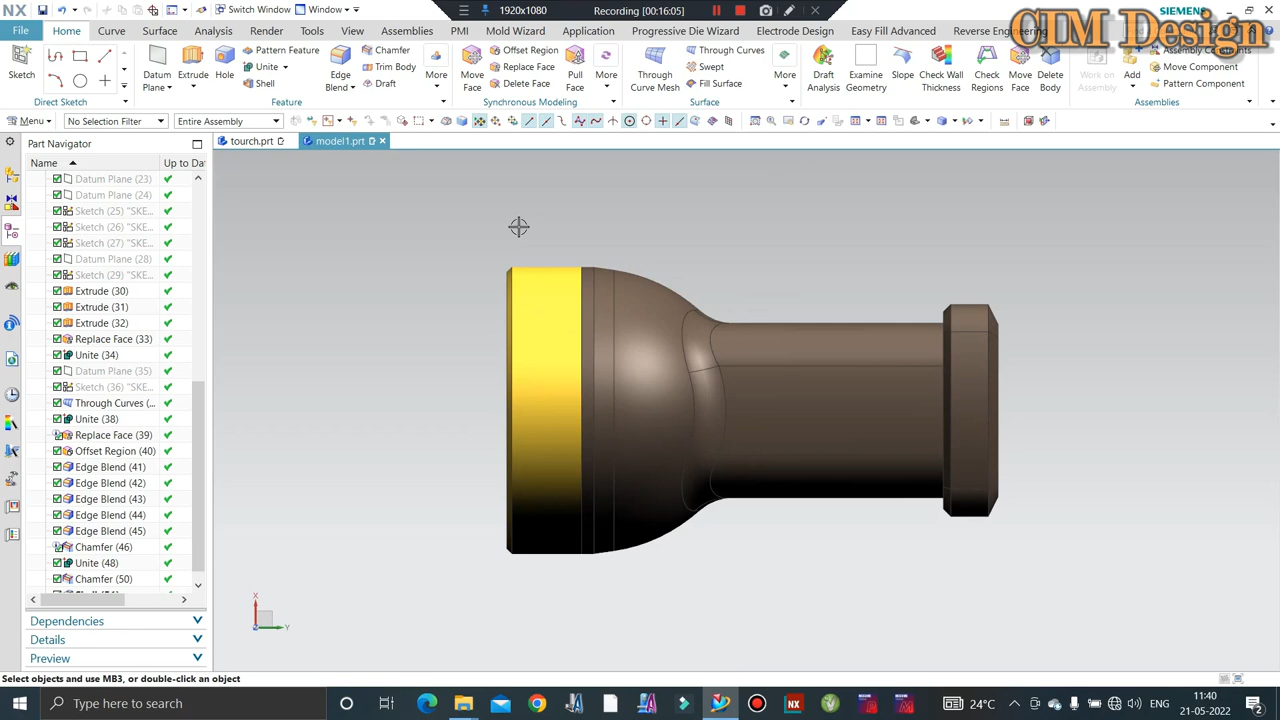 NX
Switch Window
Window
1920x1080
Recording [00:16:05]
SIEMENS
CIM Design
File
Home
Curve
Surface
Analysis
Render
Tools
View
Assemblies
Mold Wizard
Application
Progressive Die Wizard
Electrode Design
Easy Fill Advanced
Reverse
Sketch
Direct Sketch
Datum Plane
Extrude
Hole
Pattern Feature
Unite
Shell
Edge Blend
Chamfer
Trim Body
Draft
More
Feature
Move Face
Offset Region
Replace Face
Delete Face
Pull Face
More
Synchronous Modeling
Through Curve Mesh
Through Curves
Swept
Fill Surface
More
Surface
Draft Analysis
Examine Geometry
Slope
Check Wall Thickness
Check Regions
Move Face
Delete Body
Work on Assembly
Add
Assembly Constraints
Move Component
Pattern Component
Assemblies
Menu
No Selection Filter
Entire Assembly
Part Navigator
tourch.prt
model1.prt
Name
Up to Da
Datum Plane (23)
Datum Plane (24)
Sketch (25) "SKE...
Sketch (26) "SKE...
Sketch (27) "SKE...
Datum Plane (28)
Sketch (29) "SKE...
Extrude (30)
Extrude (31)
Extrude (32)
Replace Face (33)
Unite (34)
Datum Plane (35)
Sketch (36) "SKE...
Through Curves (...
Unite (38)
Replace Face (39)
Offset Region (40)
Edge Blend (41)
Edge Blend (42)
Edge Blend (43)
Edge Blend (44)
Edge Blend (45)
Chamfer (46)
Unite (48)
Chamfer (50)
Dependencies
Details
Preview
X
Y
Select objects and use MB3, or double-click an object
Type here to search
24°C
ENG
11:40
21-05-2022
2